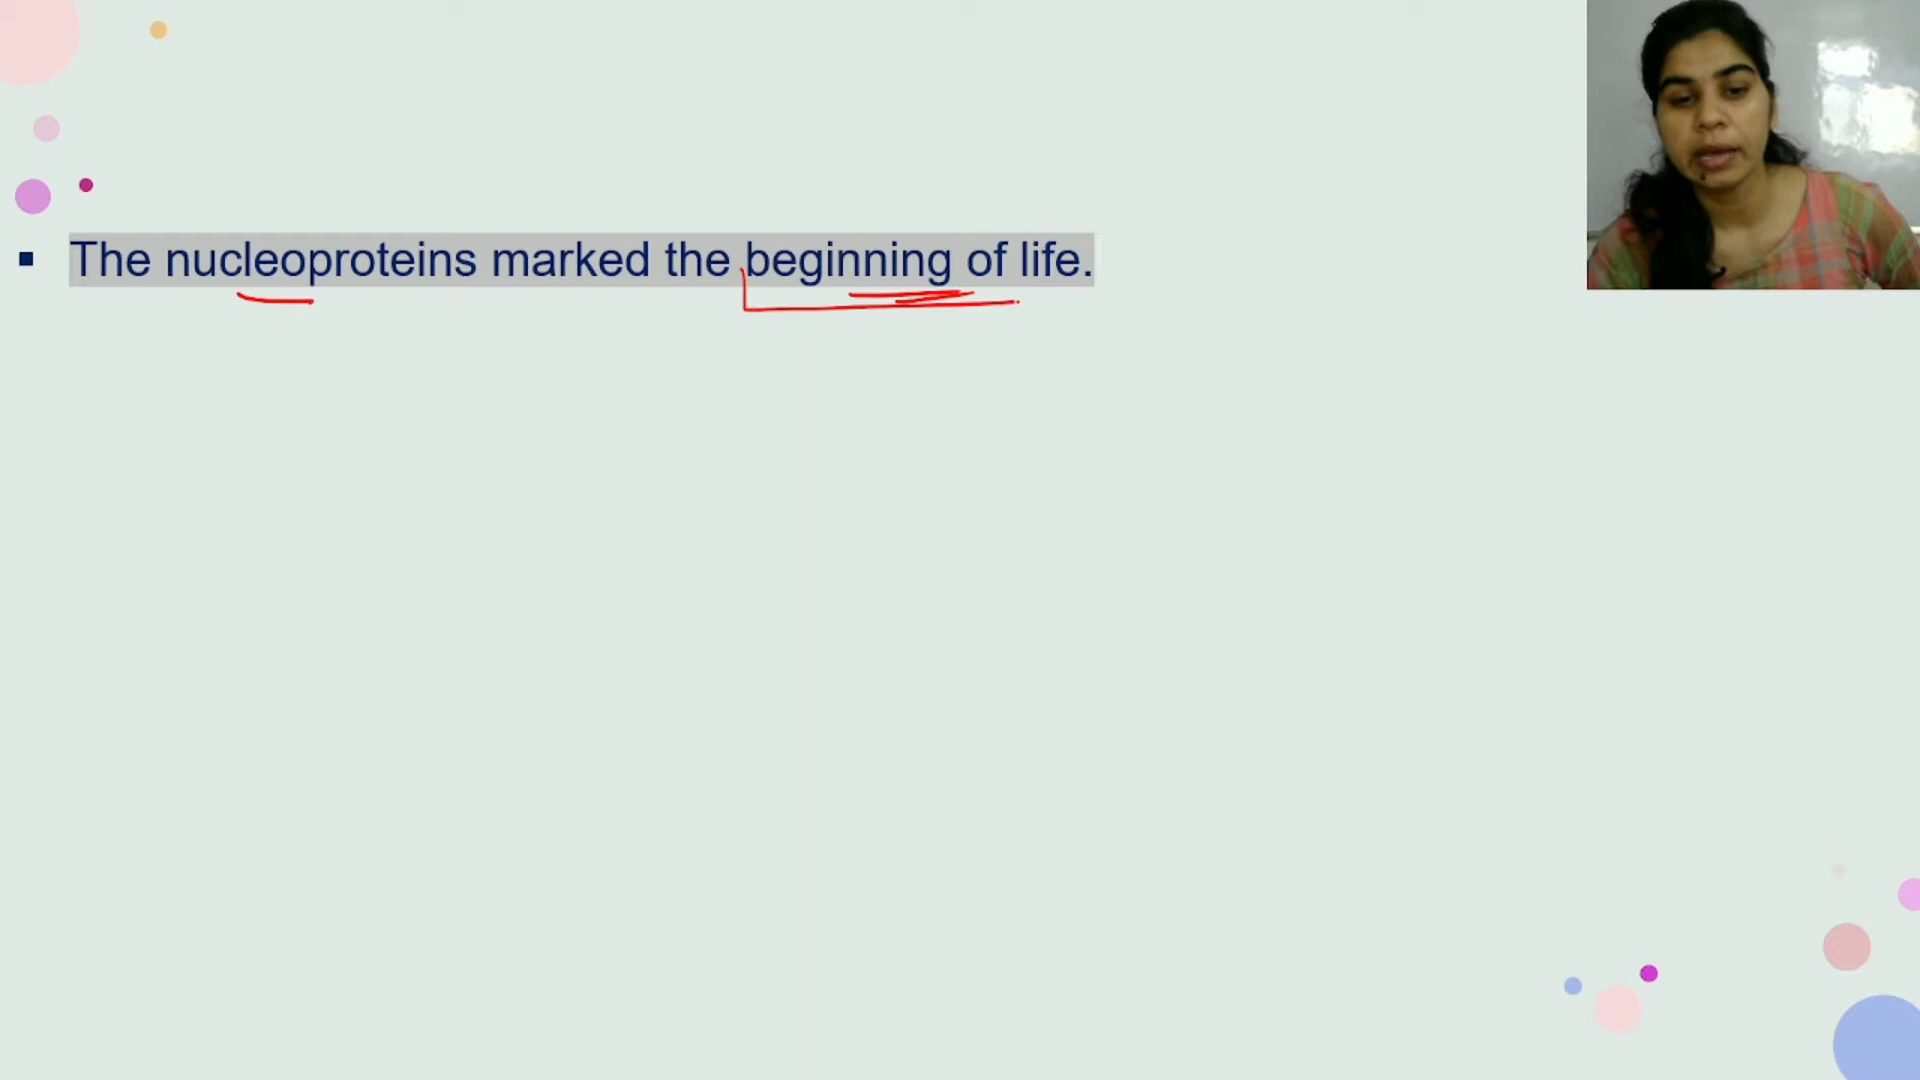 The nucleoproteins marked the beginning of life.